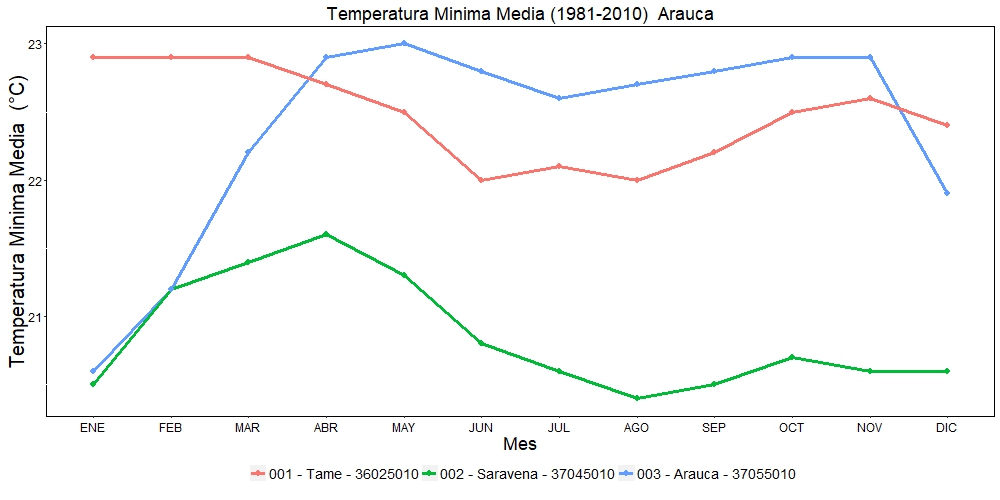 Temperatura Minima Media (1981-2010)  Arauca
Temperatura Minima Media  (°C)
23
22
21
ENE FEB MAR ABR MAY JUN JUL AGO SEP OCT NOV DIC
Mes
001 - Tame - 36025010 002 - Saravena - 37045010 003 - Arauca - 37055010